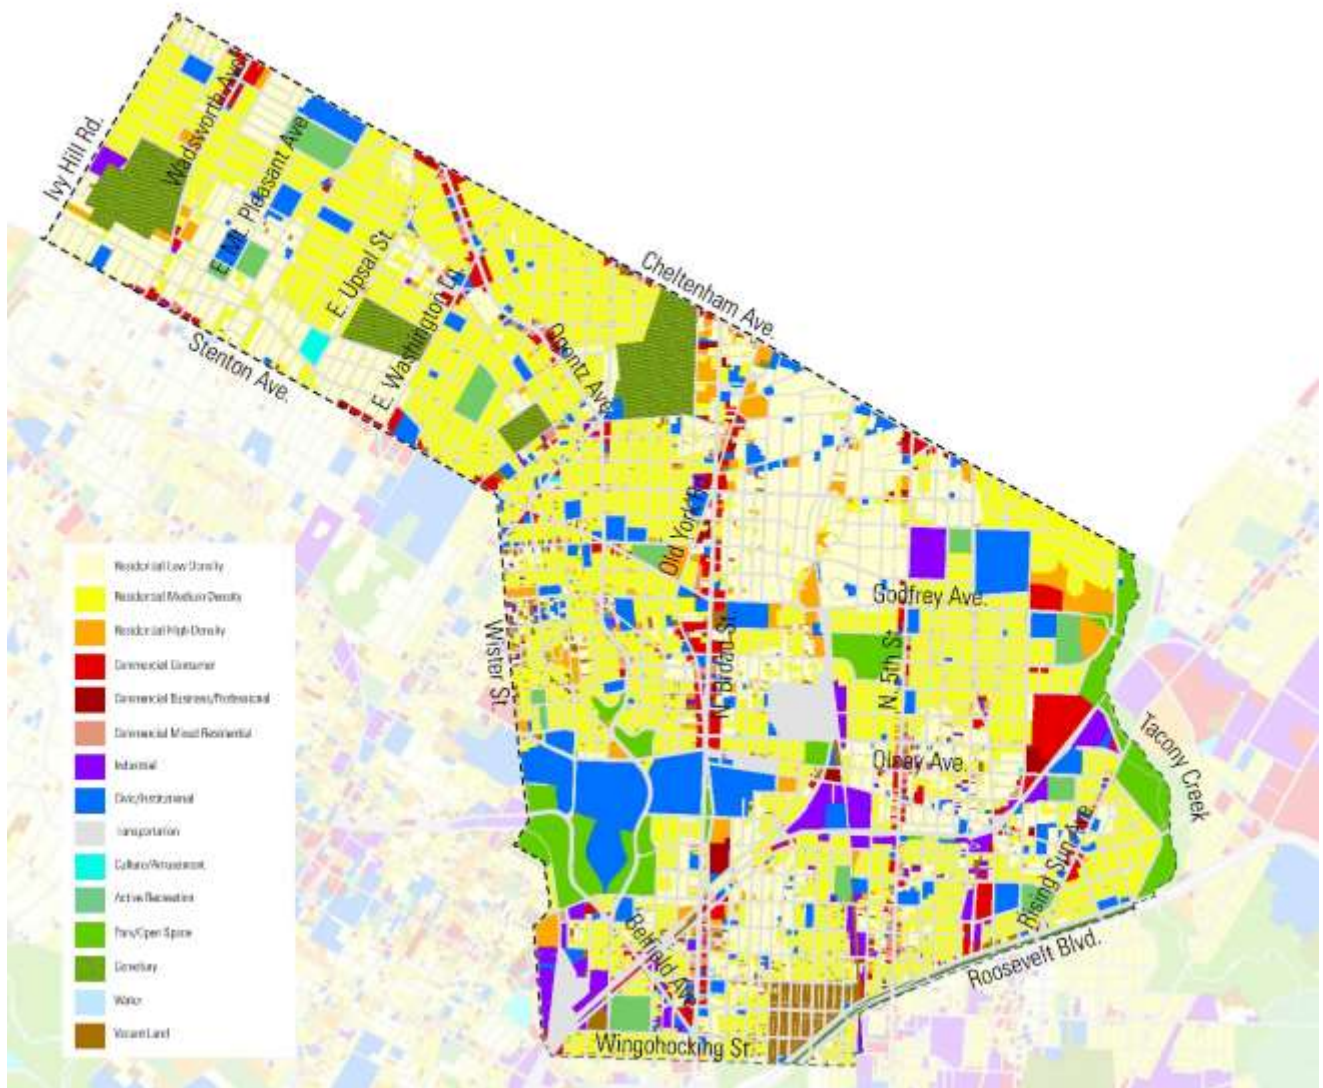 Ivy Hill Rd.
Wadsworth Ave
E. Mt. Pleasant Ave
E. Upsal St.
E. Washington Ln.
Stenton Ave.
Ogontz Ave.
Cheltenham Ave.
Old York R
Wister St
N. Broad St.
Godfrey Ave.
N. 5th St.
Olney Ave.
Tacony Creek
Rising Sun Ave.
Belfield Ave.
Roosevelt Blvd.
Wingohocking St.
Residential Low Density
Residential Medium Density
Residential High Density
Commercial Consumer
Commercial Business/Professional
Commercial Mixed Residential
Industrial
Civic/Institutional
Transportation
Culture/Amusement
Active Recreation
Park/Open Space
Cemetery
Water
Vacant Land